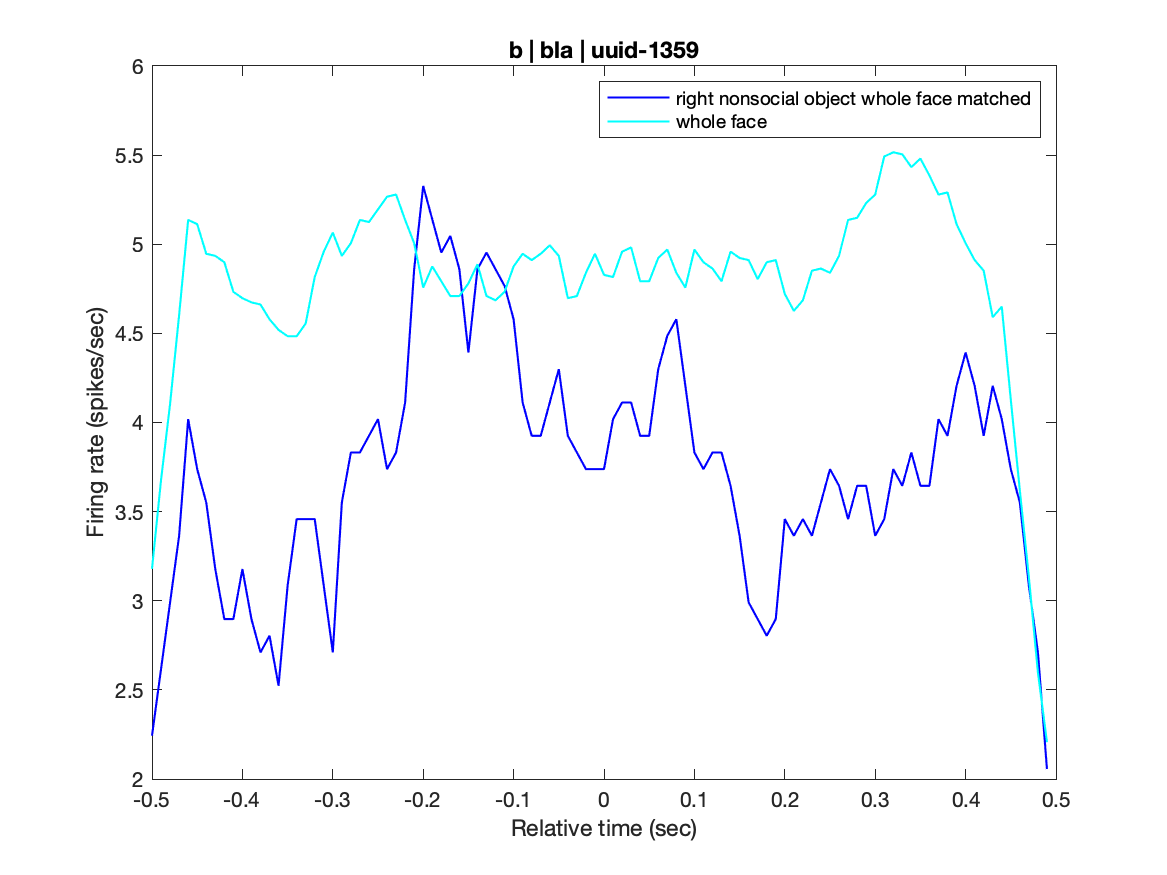 b | bla | uuid-1359
right nonsocial object whole face matched
whole face
Firing rate (spikes/sec)
6
5.5
5
4.5
4
3.5
3
2.5
2
-0.5 -0.4 -0.3 -0.2 -0.1 0 0.1 0.2 0.3 0.4 0.5
Relative time (sec)